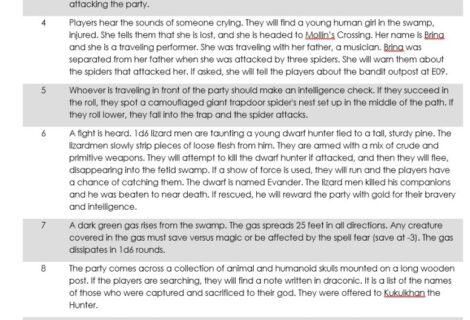 attacking the party.
4 Players hear the sounds of someone crying. They will find a young human girl in the swamp,
injured. She tells them that she is lost, and she is headed to Mollin's Crossing. Her name is Brina
and she is a traveling performer. She was traveling with her father, a musician. Brina was
separated from her father when she was attacked by three spiders. She will warn them about
the spiders that attacked her. If asked, she will tell the players about the bandit outpost at E09.
5 Whoever is traveling in front of the party should make an intelligence check. If they succeed in
the roll, they spot a camouflaged giant trapdoor spider's nest set up in the middle of the path. If
they roll lower, they fall into the trap and the spider attacks.
6 A fight is heard. 1d6 lizard men are taunting a young dwarf hunter tied to a tall, sturdy pine. The
lizardmen slowly strip pieces of loose flesh from him. They are armed with a mix of crude and
primitive weapons. They will attempt to kill the dwarf hunter if attacked, and then they will flee,
disappearing into the fetid swamp. If a show of force is used, they will run and the players have
a chance of catching them. The dwarf is named Evander. The lizard men killed his companions
and he was beaten to near death. If rescued, he will reward the party with gold for their bravery
and intelligence.
7 A dark green gas rises from the swamp. The gas spreads 25 feet in all directions. Any creature
covered in the gas must save versus magic or be affected by the spell fear (save at -3). The gas
dissipates in 1d6 rounds.
8 The party comes across a collection of animal and humanoid skulls mounted on a long wooden
post. If the players are searching, they will find a note written in draconic. It is a list of the names
of those who were captured and sacrificed to their god. They were offered to Kukulkhan the
Hunter.